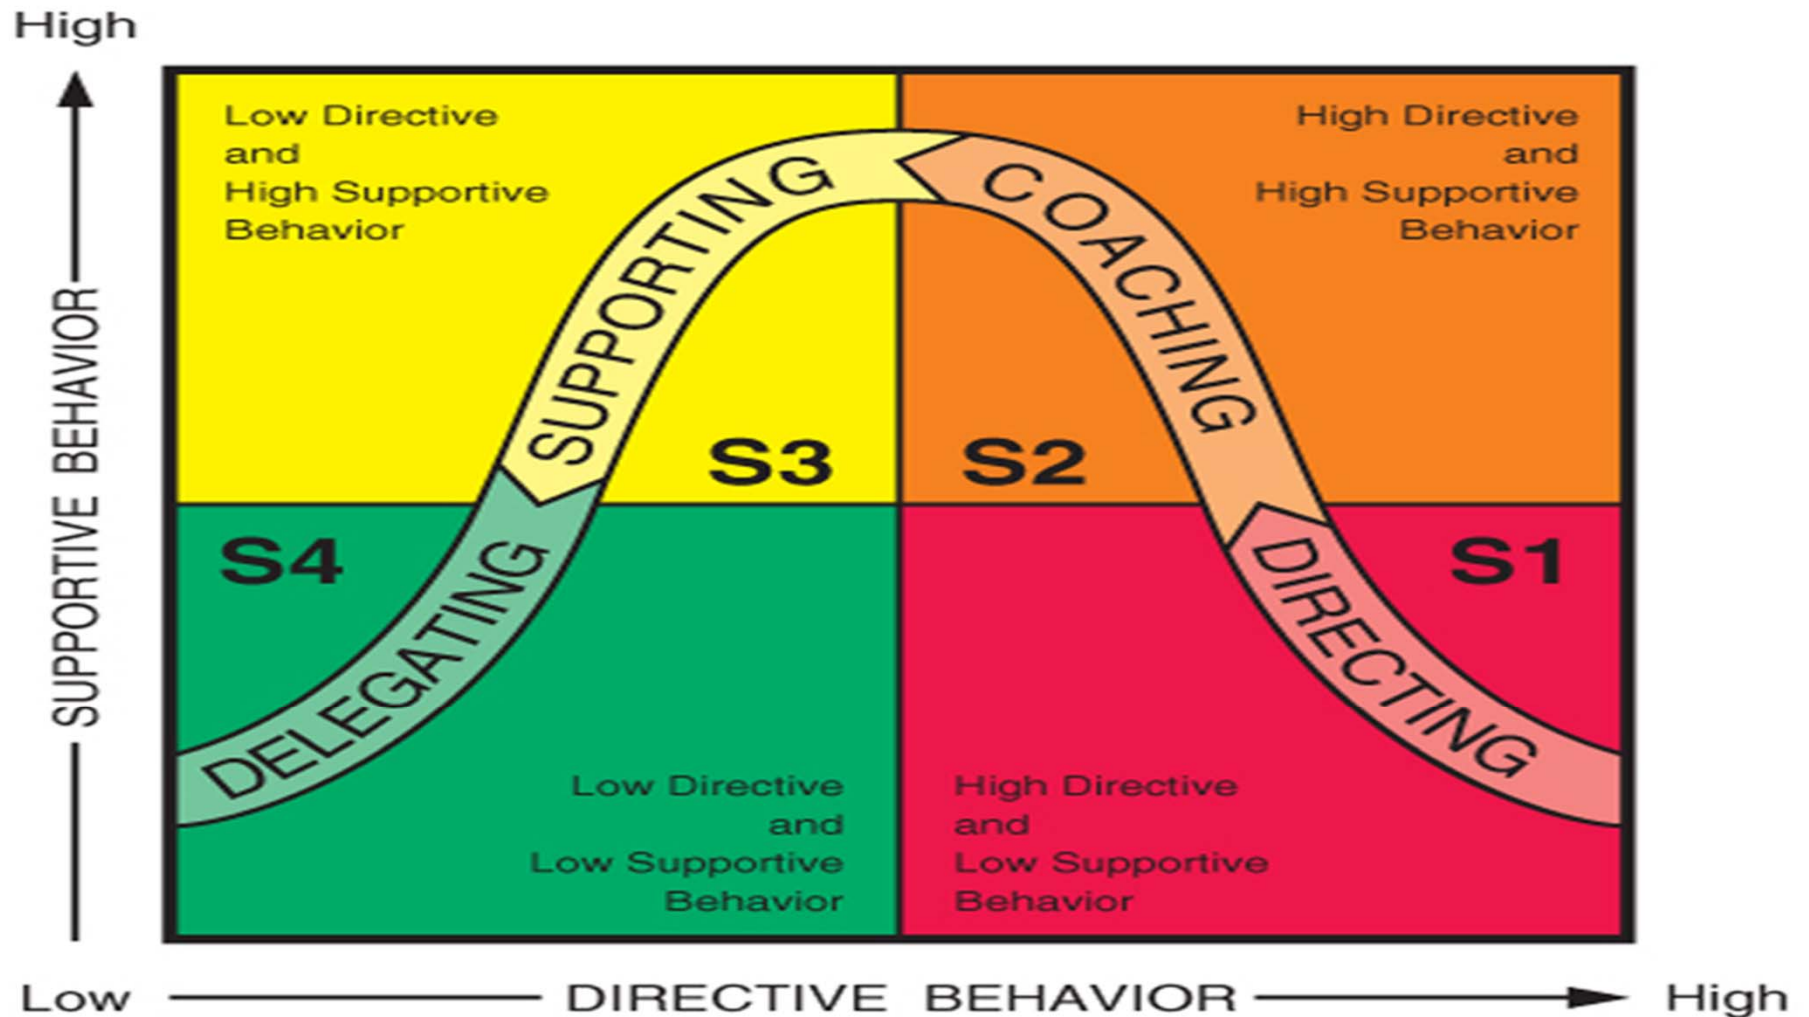 High
Low Directive
and
High Supportive
Behavior
High Directive
and
High Supportive
Behavior
SUPPORTING
COACHING
S3
S2
SUPPORTIVE BEHAVIOR
S4
S1
DELEGATING
DIRECTING
Low Directive
and
Low Supportive
Behavior
High Directive
and
Low Supportive
Behavior
Low
DIRECTIVE BEHAVIOR
High